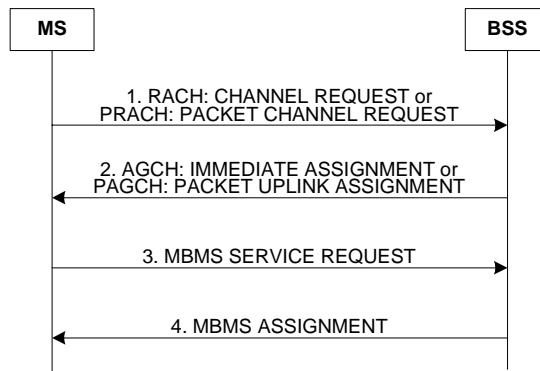 MS
BSS
1. RACH: CHANNEL REQUEST or
PRACH: PACKET CHANNEL REQUEST
2. AGCH: IMMEDIATE ASSIGNMENT or
PAGCH: PACKET UPLINK ASSIGNMENT
3. MBMS SERVICE REQUEST
4. MBMS ASSIGNMENT